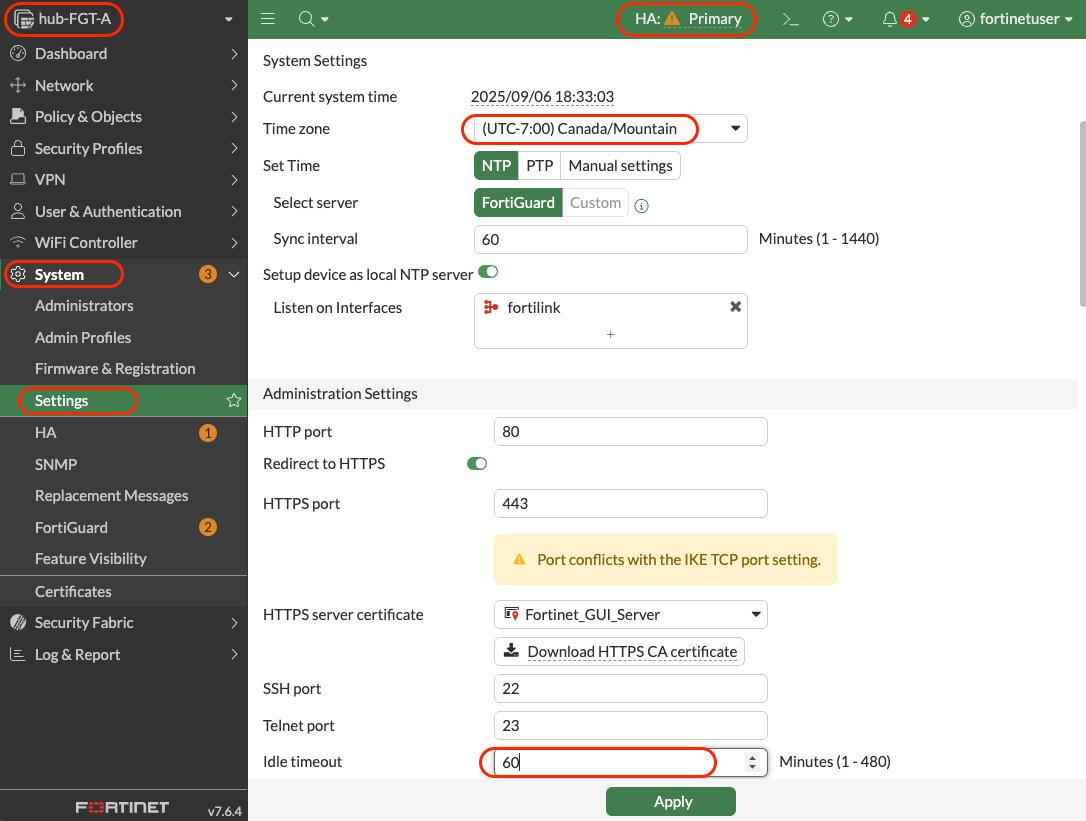 hub-FGT-A
HA: Primary
4
fortinetuser
Dashboard
Network
Policy & Objects
Security Profiles
VPN
User & Authentication
WiFi Controller
System
3
Administrators
Admin Profiles
Firmware & Registration
Settings
HA
1
SNMP
Replacement Messages
FortiGuard
2
Feature Visibility
Certificates
Security Fabric
Log & Report
FORTINET
v7.6.4
System Settings
Current system time 2025/09/06 18:33:03
Time zone (UTC-7:00) Canada/Mountain
Set Time NTP PTP Manual settings
Select server FortiGuard Custom
Sync interval 60 Minutes (1 - 1440)
Setup device as local NTP server
Listen on Interfaces fortilink
+
Administration Settings
HTTP port 80
Redirect to HTTPS
HTTPS port 443
Port conflicts with the IKE TCP port setting.
HTTPS server certificate Fortinet_GUI_Server
Download HTTPS CA certificate
SSH port 22
Telnet port 23
Idle timeout 60 Minutes (1 - 480)
Apply